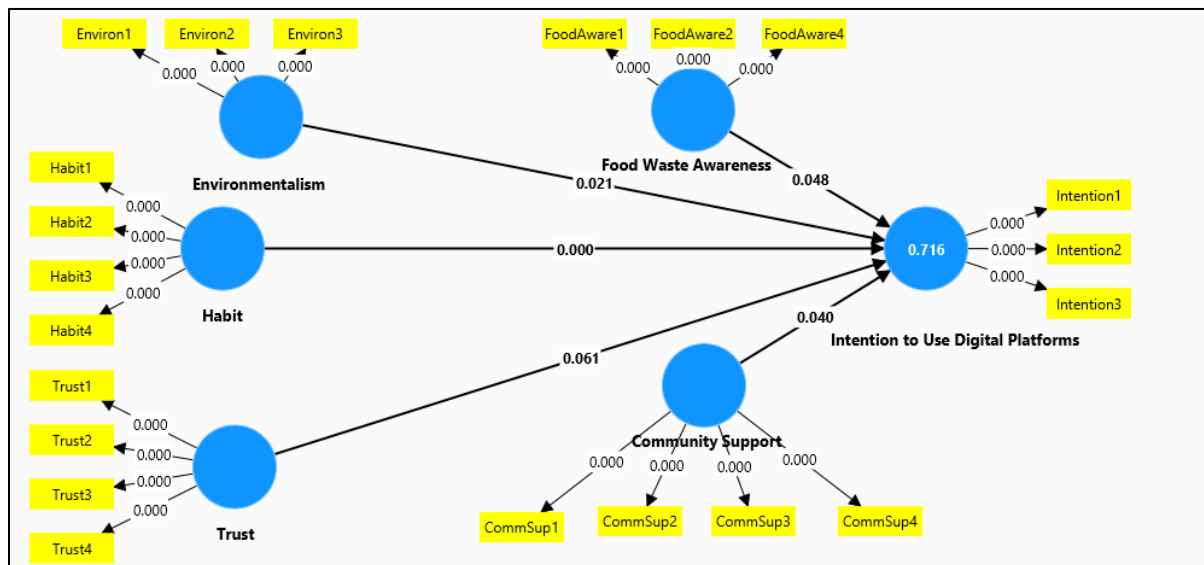 Environ1 Environ2 Environ3 FoodAware1 FoodAware2 FoodAware4
0.000 0.000 0.000 0.000 0.000 0.000
Food Waste Awareness
Environmentalism
Habit1
Habit2
Habit3
Habit4
0.000
0.000
0.000
0.000
Habit
0.021
0.048
0.000
0.061
0.040
0.716
0.000
0.000
0.000
Intention1
Intention2
Intention3
Intention to Use Digital Platforms
Trust1
Trust2
Trust3
Trust4
0.000
0.000
0.000
0.000
Trust
Community Support
0.000 0.000 0.000 0.000
CommSup1 CommSup2 CommSup3 CommSup4